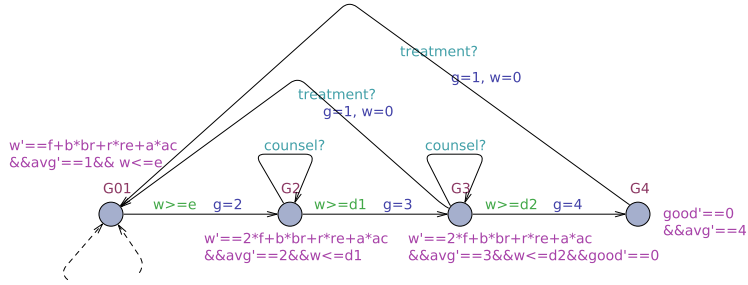 treatment?
g=1, w=0
treatment?
g=1, w=0
w'==f+b*br+r*re+a*ac
&&avg'==1&& w<=e
counsel?
counsel?
G01
G2
G3
G4
w>=e
g=2
w>=d1
g=3
w>=d2
g=4
good'==0
&&avg'==4
w'==2*f+b*br+r*re+a*ac
&&avg'==2&&w<=d1
w'==2*f+b*br+r*re+a*ac
&&avg'==3&&w<=d2&&good'==0